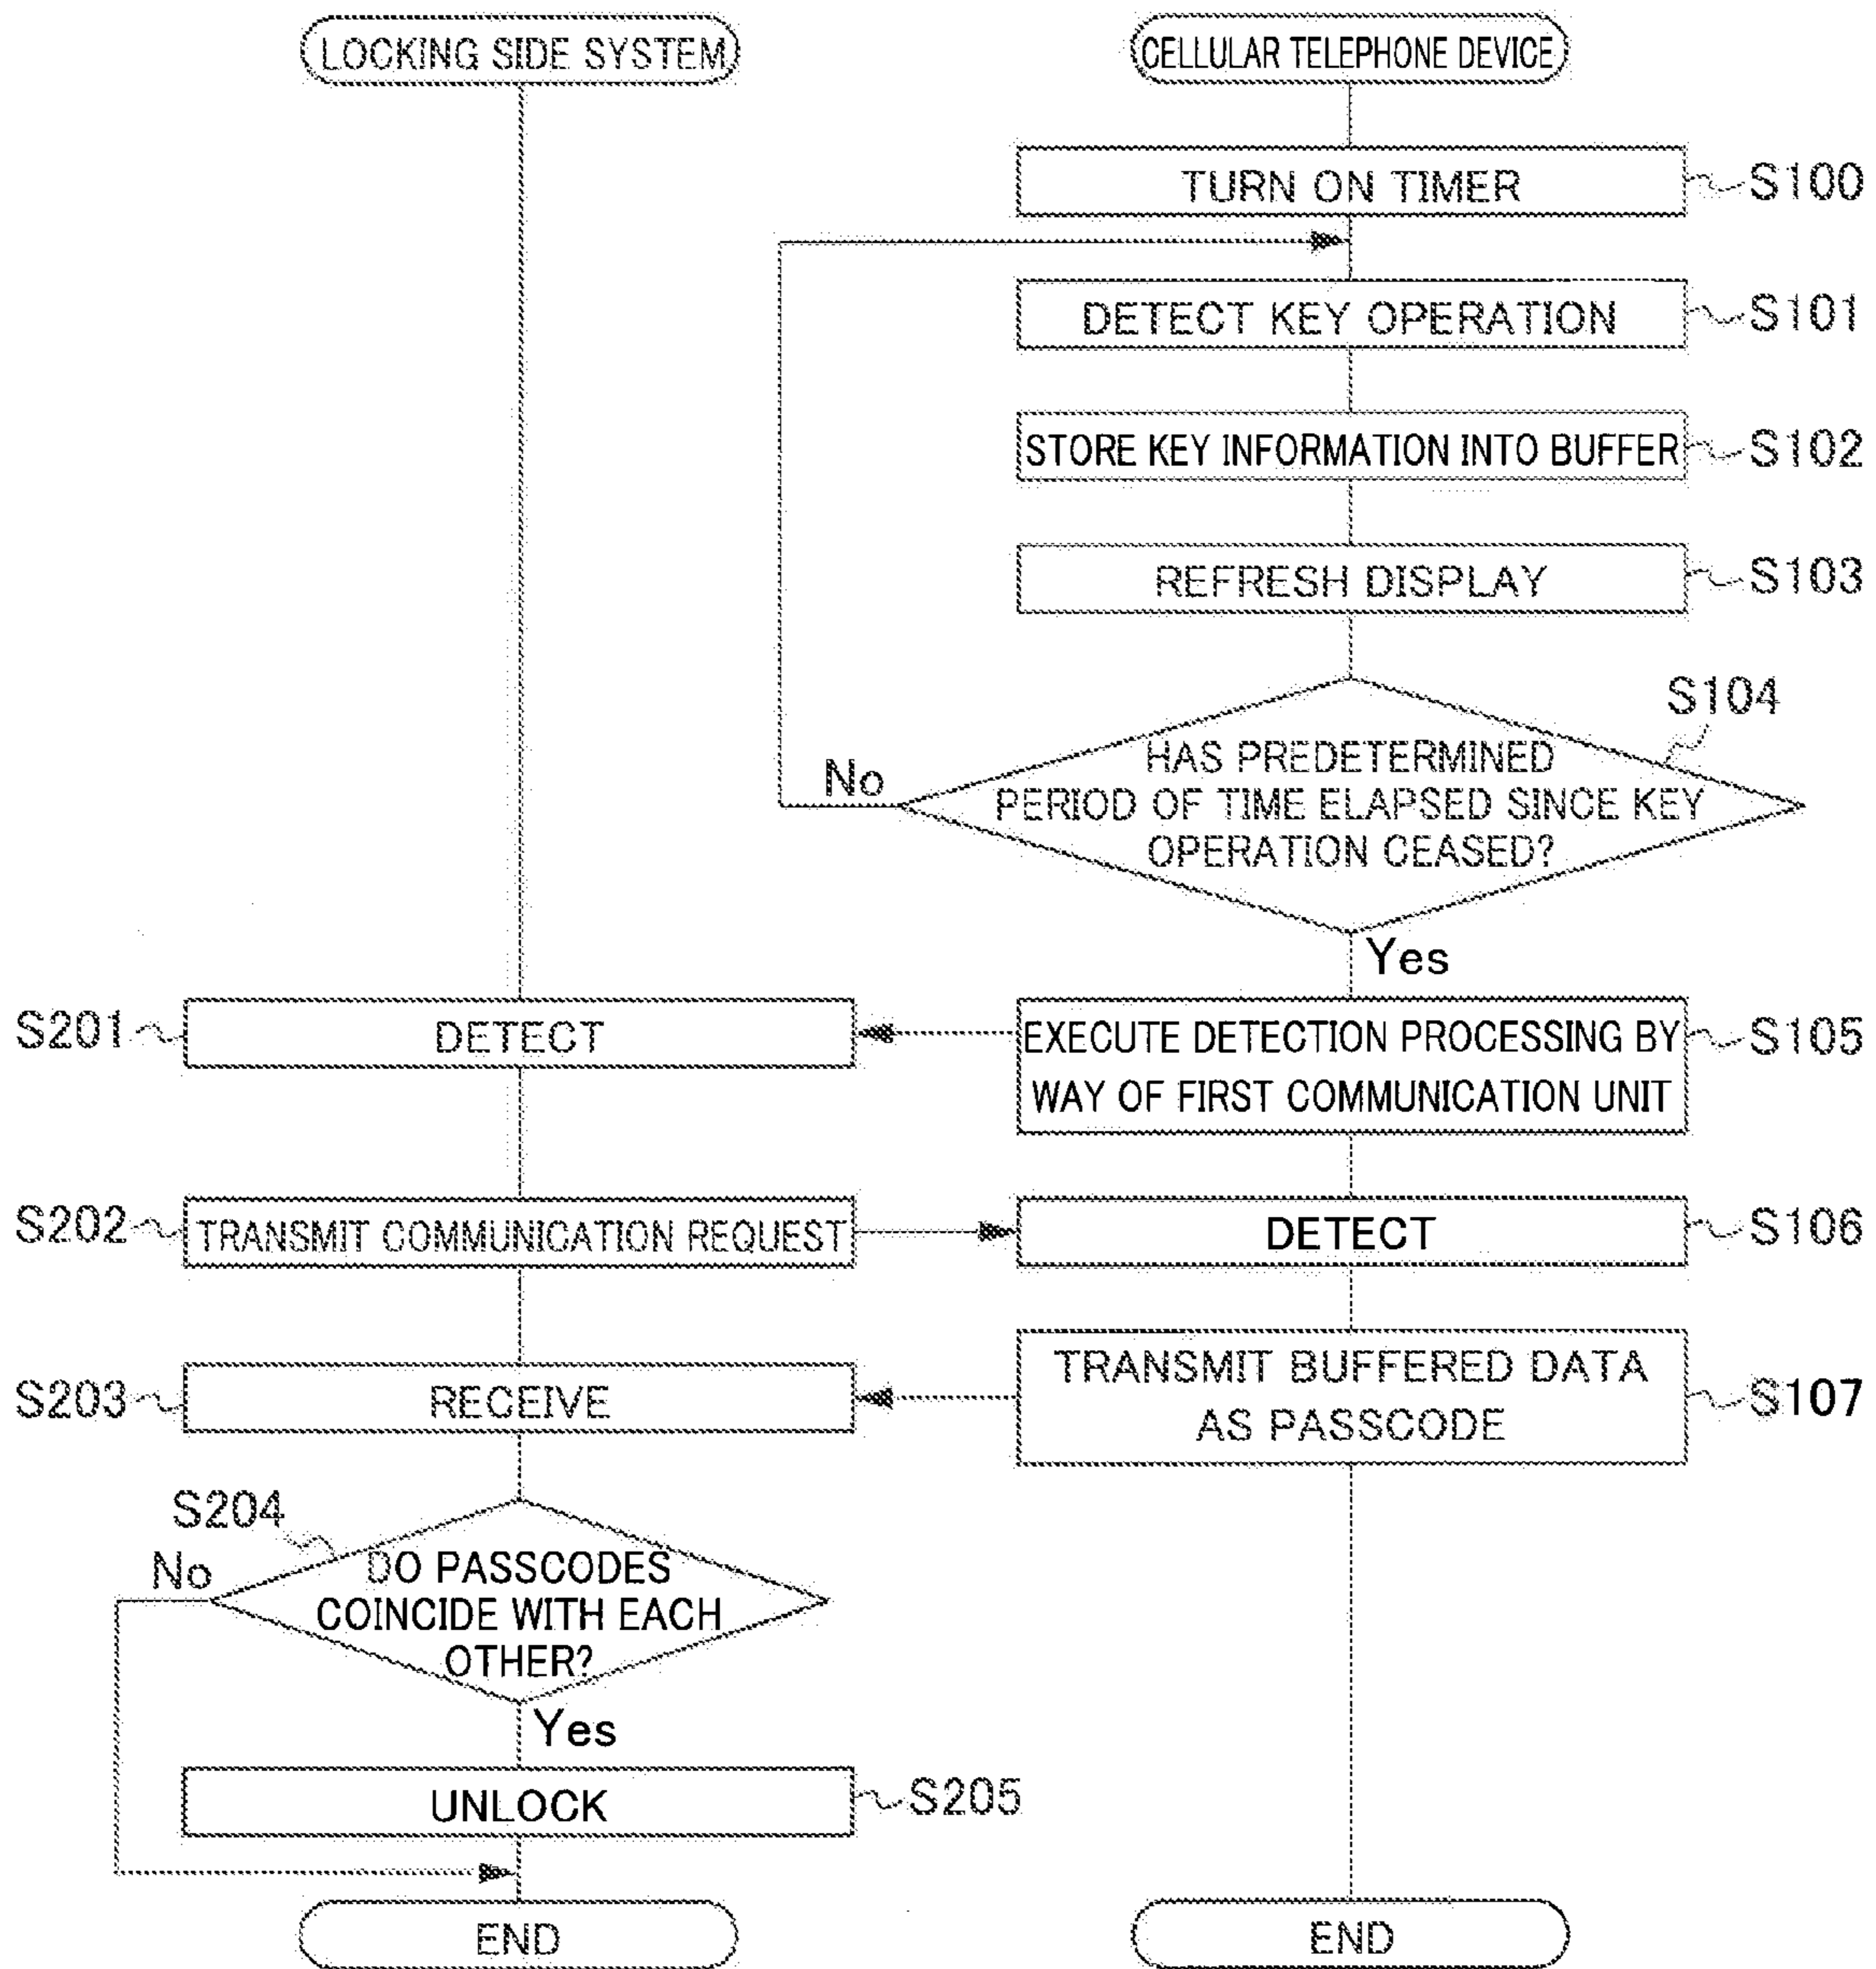 LOCKING SIDE SYSTEM
CELLULAR TELEPHONE DEVICE
TURN ON TIMER
S100
DETECT KEY OPERATION
S101
STORE KEY INFORMATION INTO BUFFER
S102
REFRESH DISPLAY
S103
S104
HAS PREDETERMINED
PERIOD OF TIME ELAPSED SINCE KEY
OPERATION CEASED?
No
Yes
S201
DETECT
EXECUTE DETECTION PROCESSING BY
WAY OF FIRST COMMUNICATION UNIT
S105
S202
TRANSMIT COMMUNICATION REQUEST
DETECT
S106
S203
RECEIVE
TRANSMIT BUFFERED DATA
AS PASSCODE
S107
S204
No
DO PASSCODES
COINCIDE WITH EACH
OTHER?
Yes
UNLOCK
S205
END
END